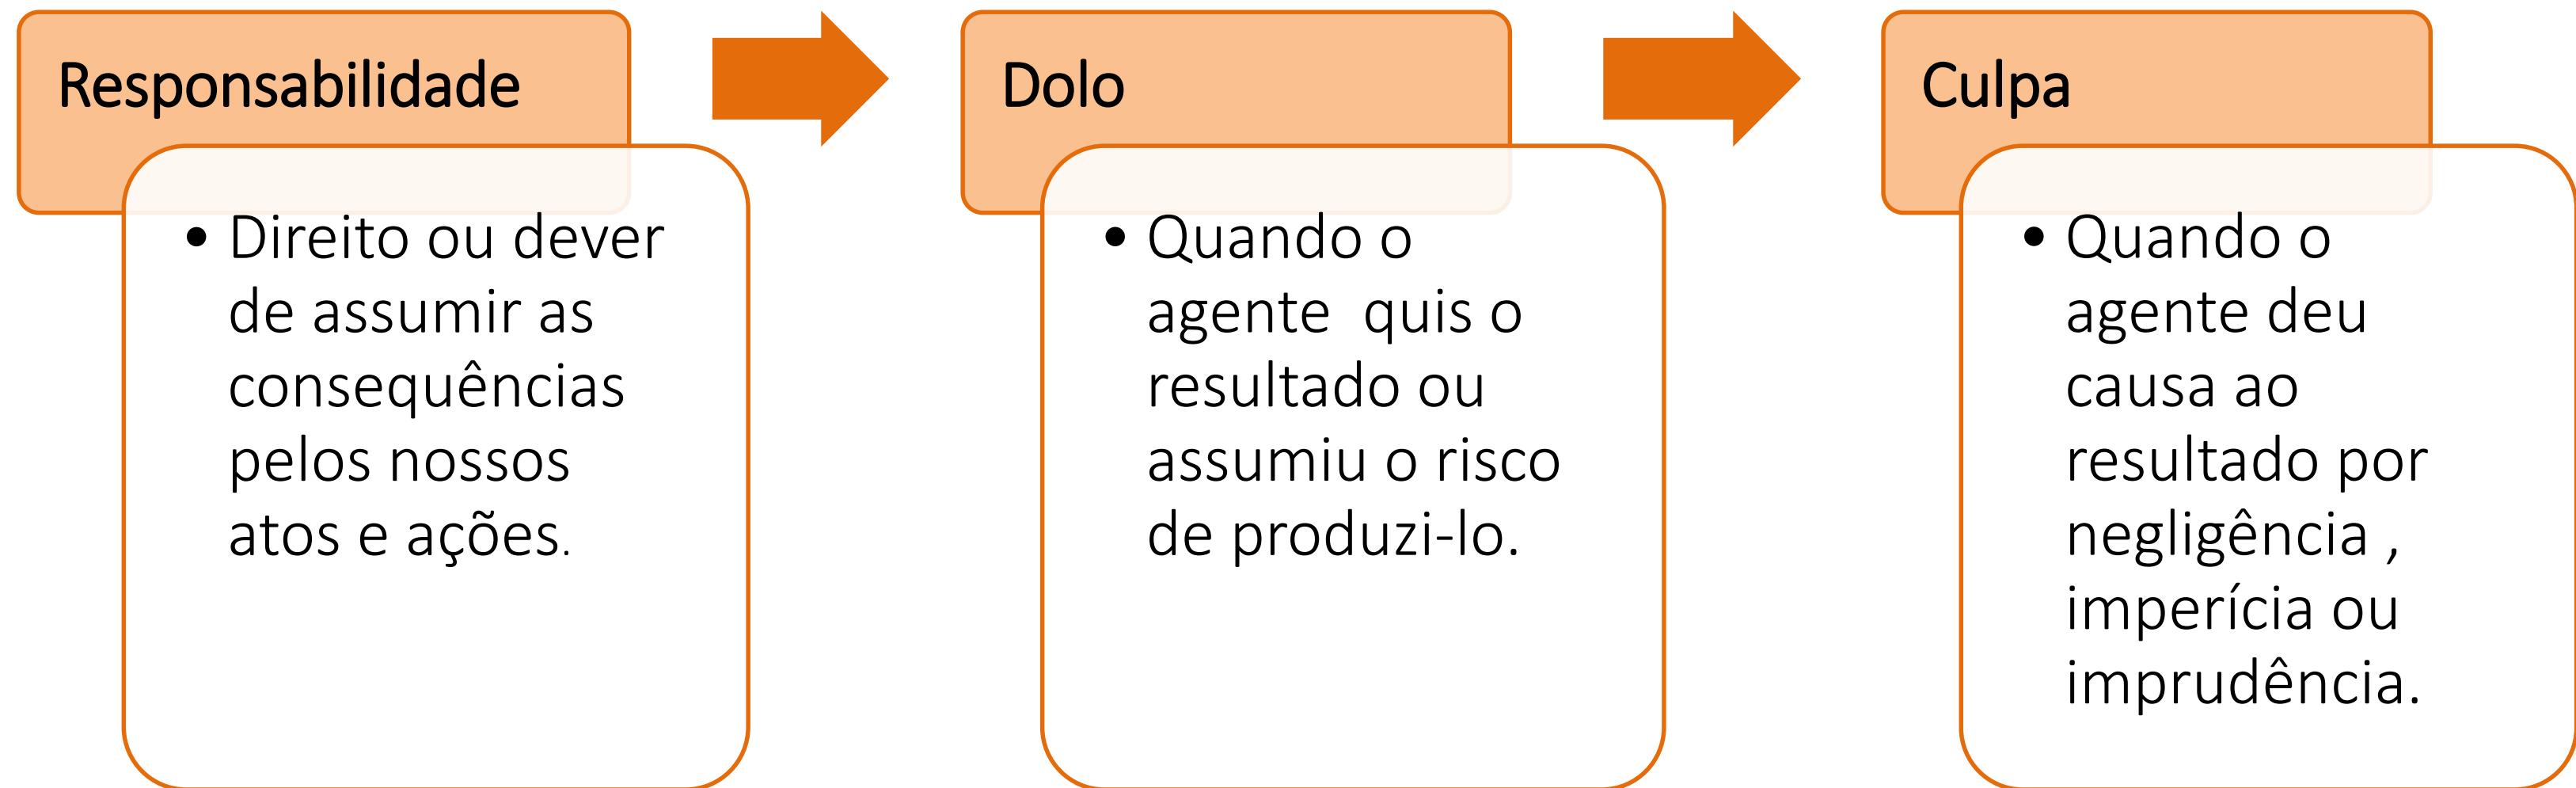 Responsabilidade
• Direito ou dever
de assumir as
consequências
pelos nossos
atos e ações.
Dolo
• Quando o
agente  quis o
resultado ou
assumiu o risco
de produzi-lo.
Culpa
• Quando o
agente deu
causa ao
resultado por
negligência ,
imperícia ou
imprudência.